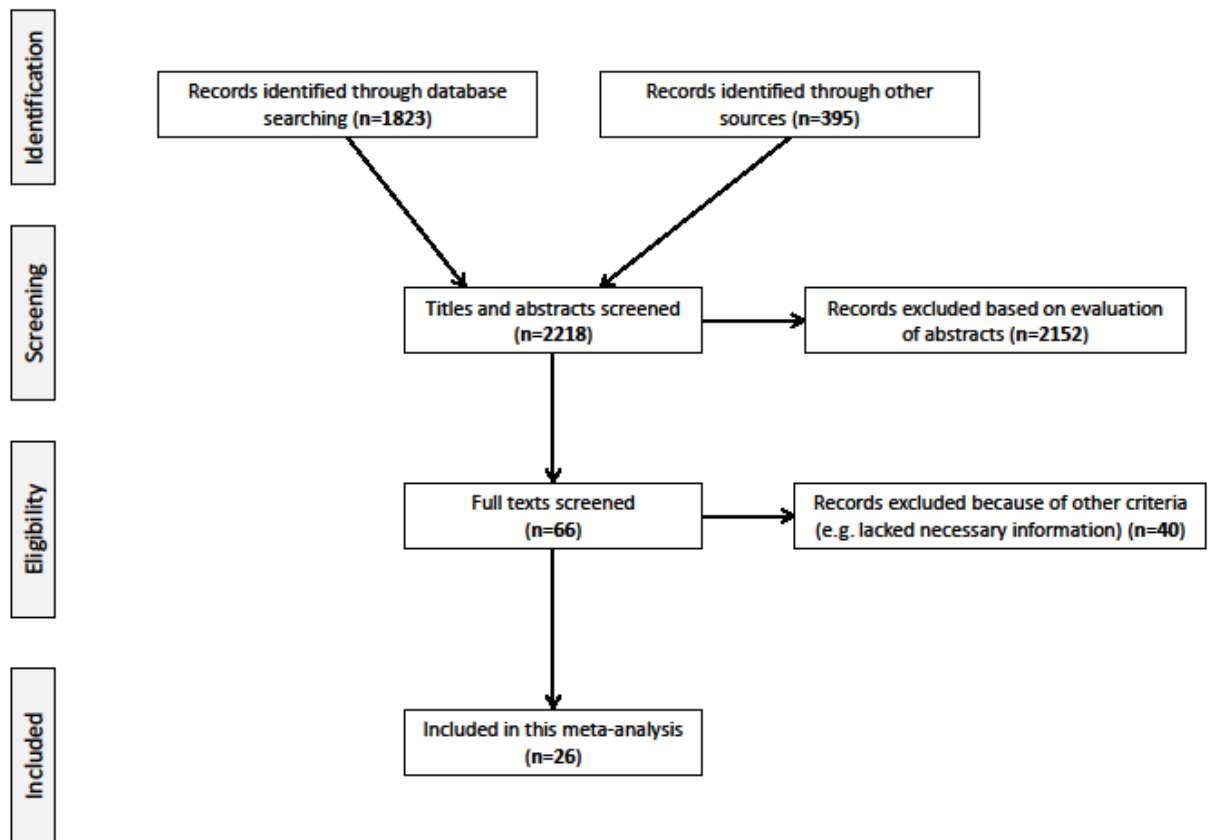 Identification
Records identified through database
searching (n=1823)
Records identified through other
sources (n=395)
Screening
Titles and abstracts screened
(n=2218)
Records excluded based on evaluation
of abstracts (n=2152)
Eligibility
Full texts screened
(n=66)
Records excluded because of other criteria
(e.g. lacked necessary information) (n=40)
Included
Included in this meta-analysis
(n=26)